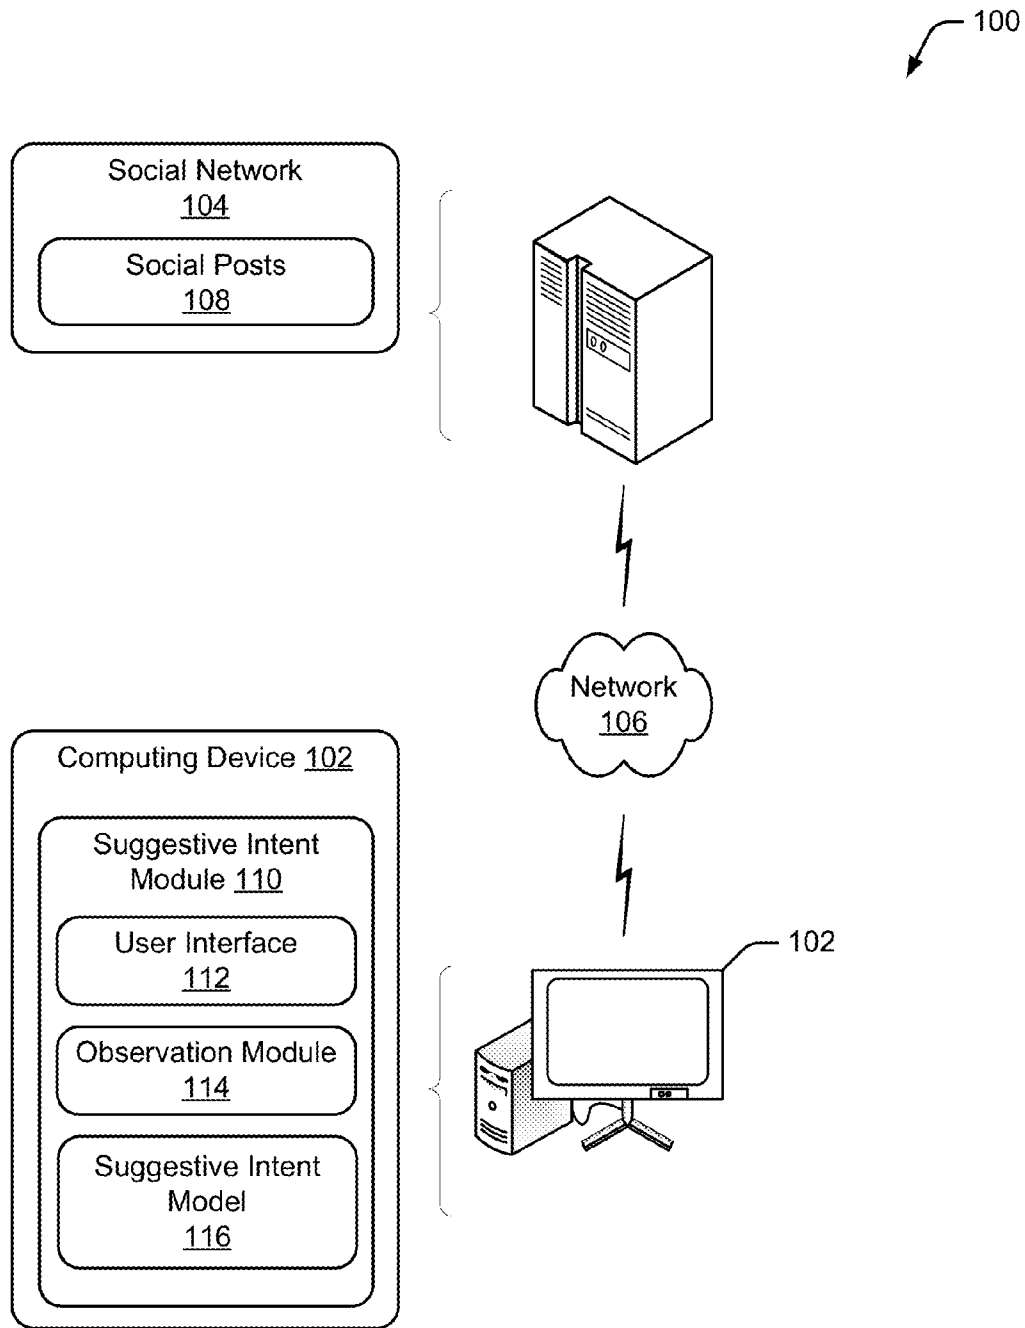 100
Social Network
104
Social Posts
108
Network
106
Computing Device 102
Suggestive Intent
Module 110
User Interface
112
Observation Module
114
Suggestive Intent
Model
116
102